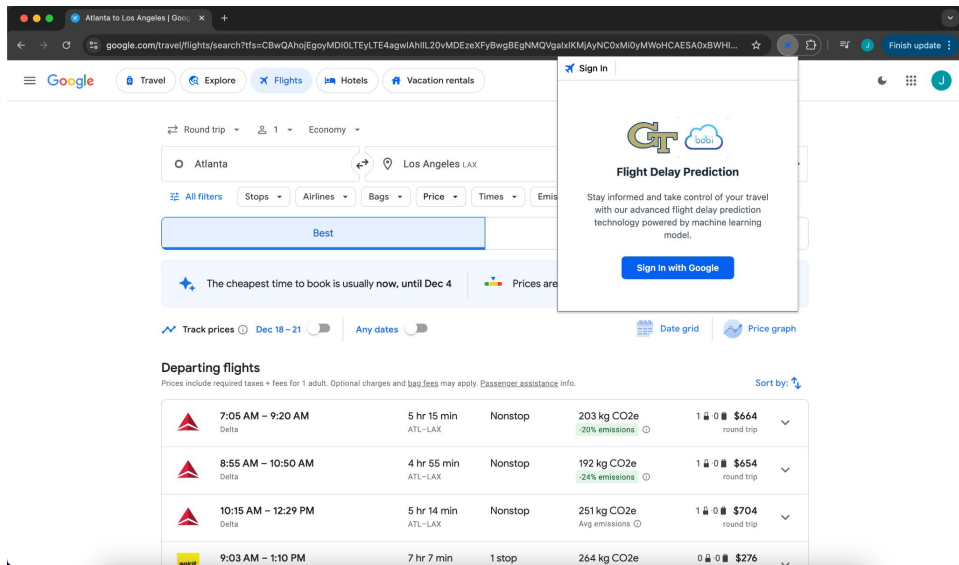 Atlanta to Los Angeles | Goog
Finish update
Google
Travel
Explore
Flights
Hotels
Vacation rentals
J
J
Sign In
GT bdbi
Flight Delay Prediction
Stay informed and take control of your travel
with our advanced flight delay prediction
technology powered by machine learning
model.
Sign In with Google
Round trip 1 Economy
Atlanta Los Angeles LAX
All filters Stops Airlines Bags Price Times Emis
Best
The cheapest time to book is usually now, until Dec 4 Prices are
Track prices Dec 18 – 21 Any dates Date grid Price graph
Departing flights
Prices include required taxes + fees for 1 adult. Optional charges and bag fees may apply. Passenger assistance info. Sort by:
7:05 AM – 9:20 AM 5 hr 15 min Nonstop 203 kg CO2e 1 0 $664
Delta ATL–LAX -20% emissions round trip
8:55 AM – 10:50 AM 4 hr 55 min Nonstop 192 kg CO2e 1 0 $654
Delta ATL–LAX -24% emissions round trip
10:15 AM – 12:29 PM 5 hr 14 min Nonstop 251 kg CO2e 1 0 $704
Delta ATL–LAX Avg emissions round trip
9:03 AM – 1:10 PM 7 hr 7 min 1 stop 264 kg CO2e 0 0 $276